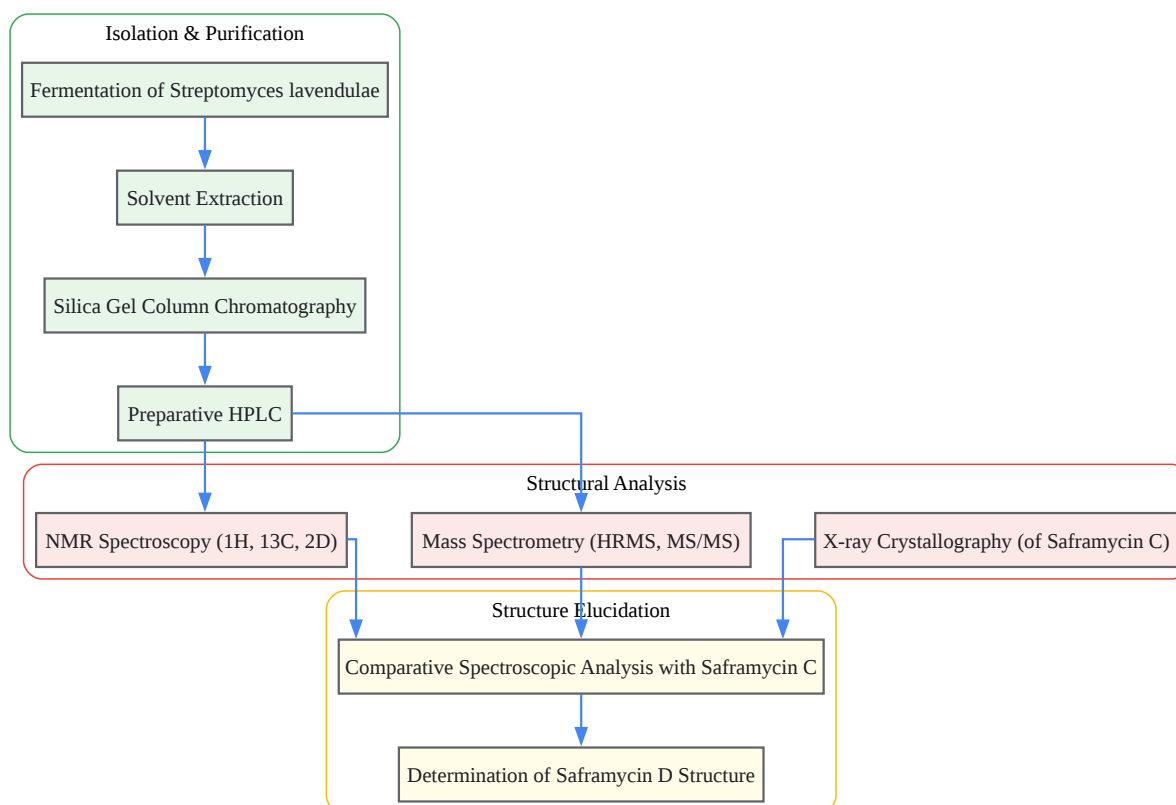 Isolation & Purification
Fermentation of Streptomyces lavendulae
Solvent Extraction
Silica Gel Column Chromatography
Preparative HPLC
Structural Analysis
NMR Spectroscopy (1H, 13C, 2D)
Mass Spectrometry (HRMS, MS/MS)
X-ray Crystallography (of Saframycin C)
Structure Elucidation
Comparative Spectroscopic Analysis with Saframycin C
Determination of Saframycin D Structure